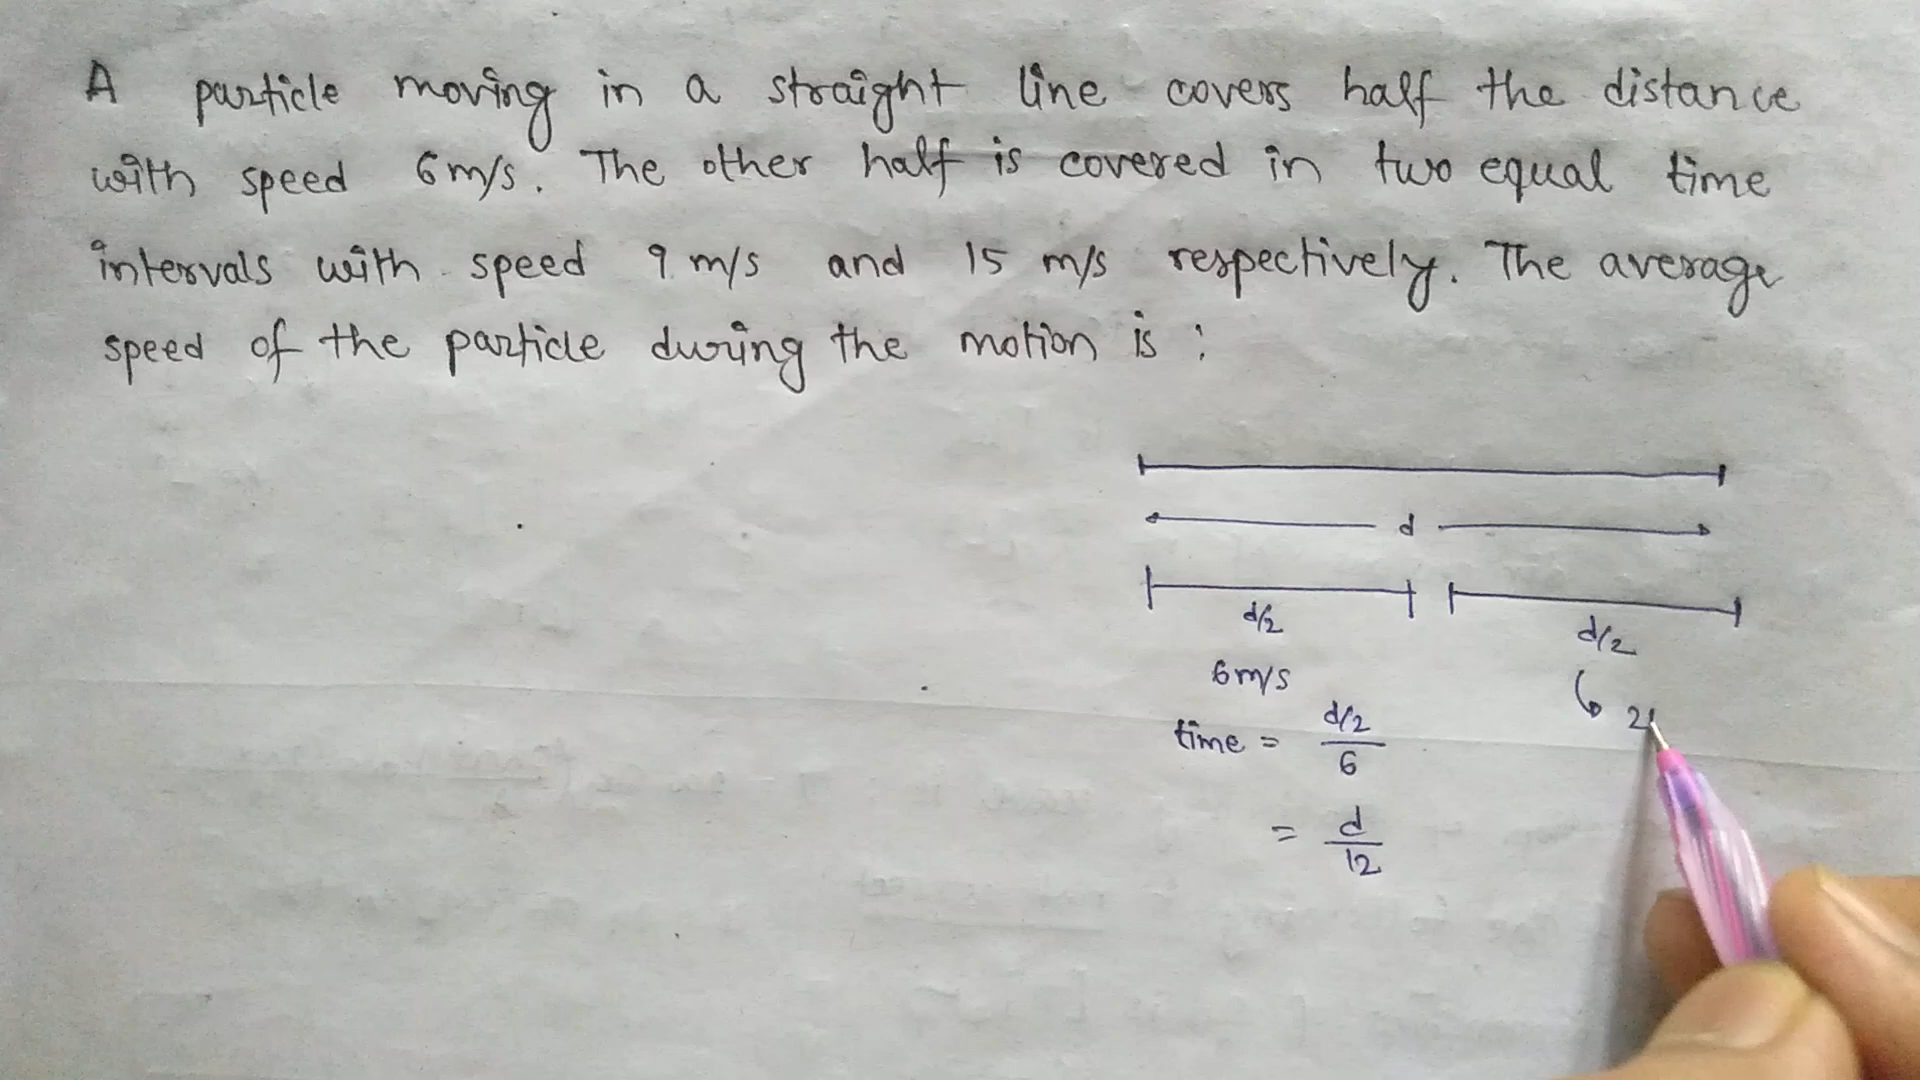 A particle moving in a straight line covers half the distance
with speed 6m/s. The other half is covered in two equal time
intervals with speed 9 m/s and 15 m/s respectively. The average
speed of the particle during the motion is :
d
d/2
d/2
6m/s
time = d/2
6
2
= d
12